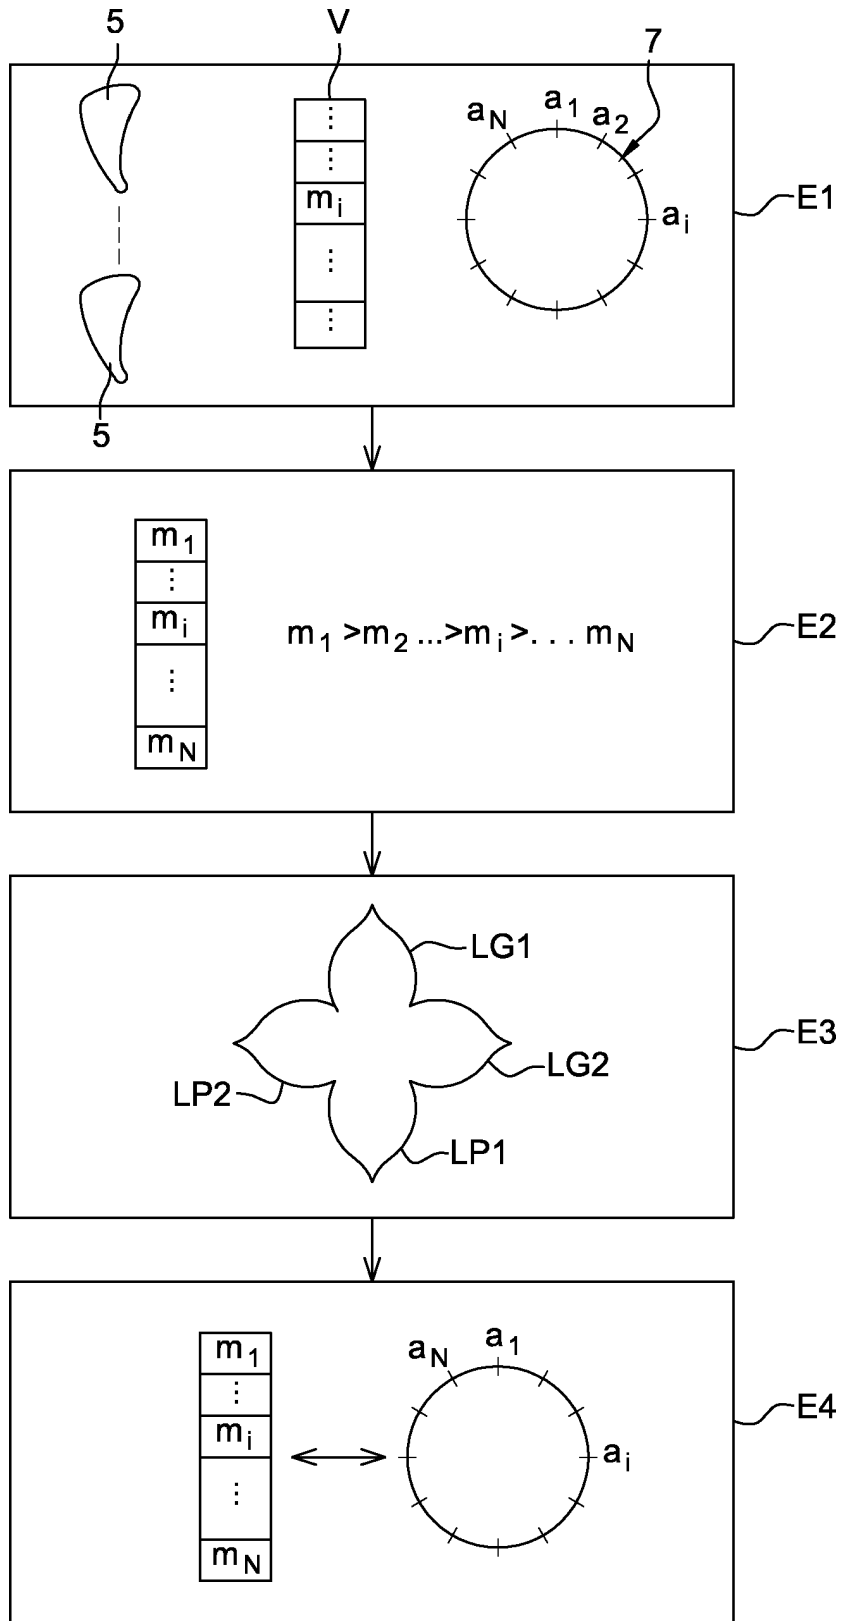 5 V 7
a1
aN a2
mi
ai
E1
5
m1
mi
m1 >m2 ...>mi >. . . mN
E2
mN
LG1
E3
LG2
LP2
LP1
m1 aN a1
mi
ai
E4
mN